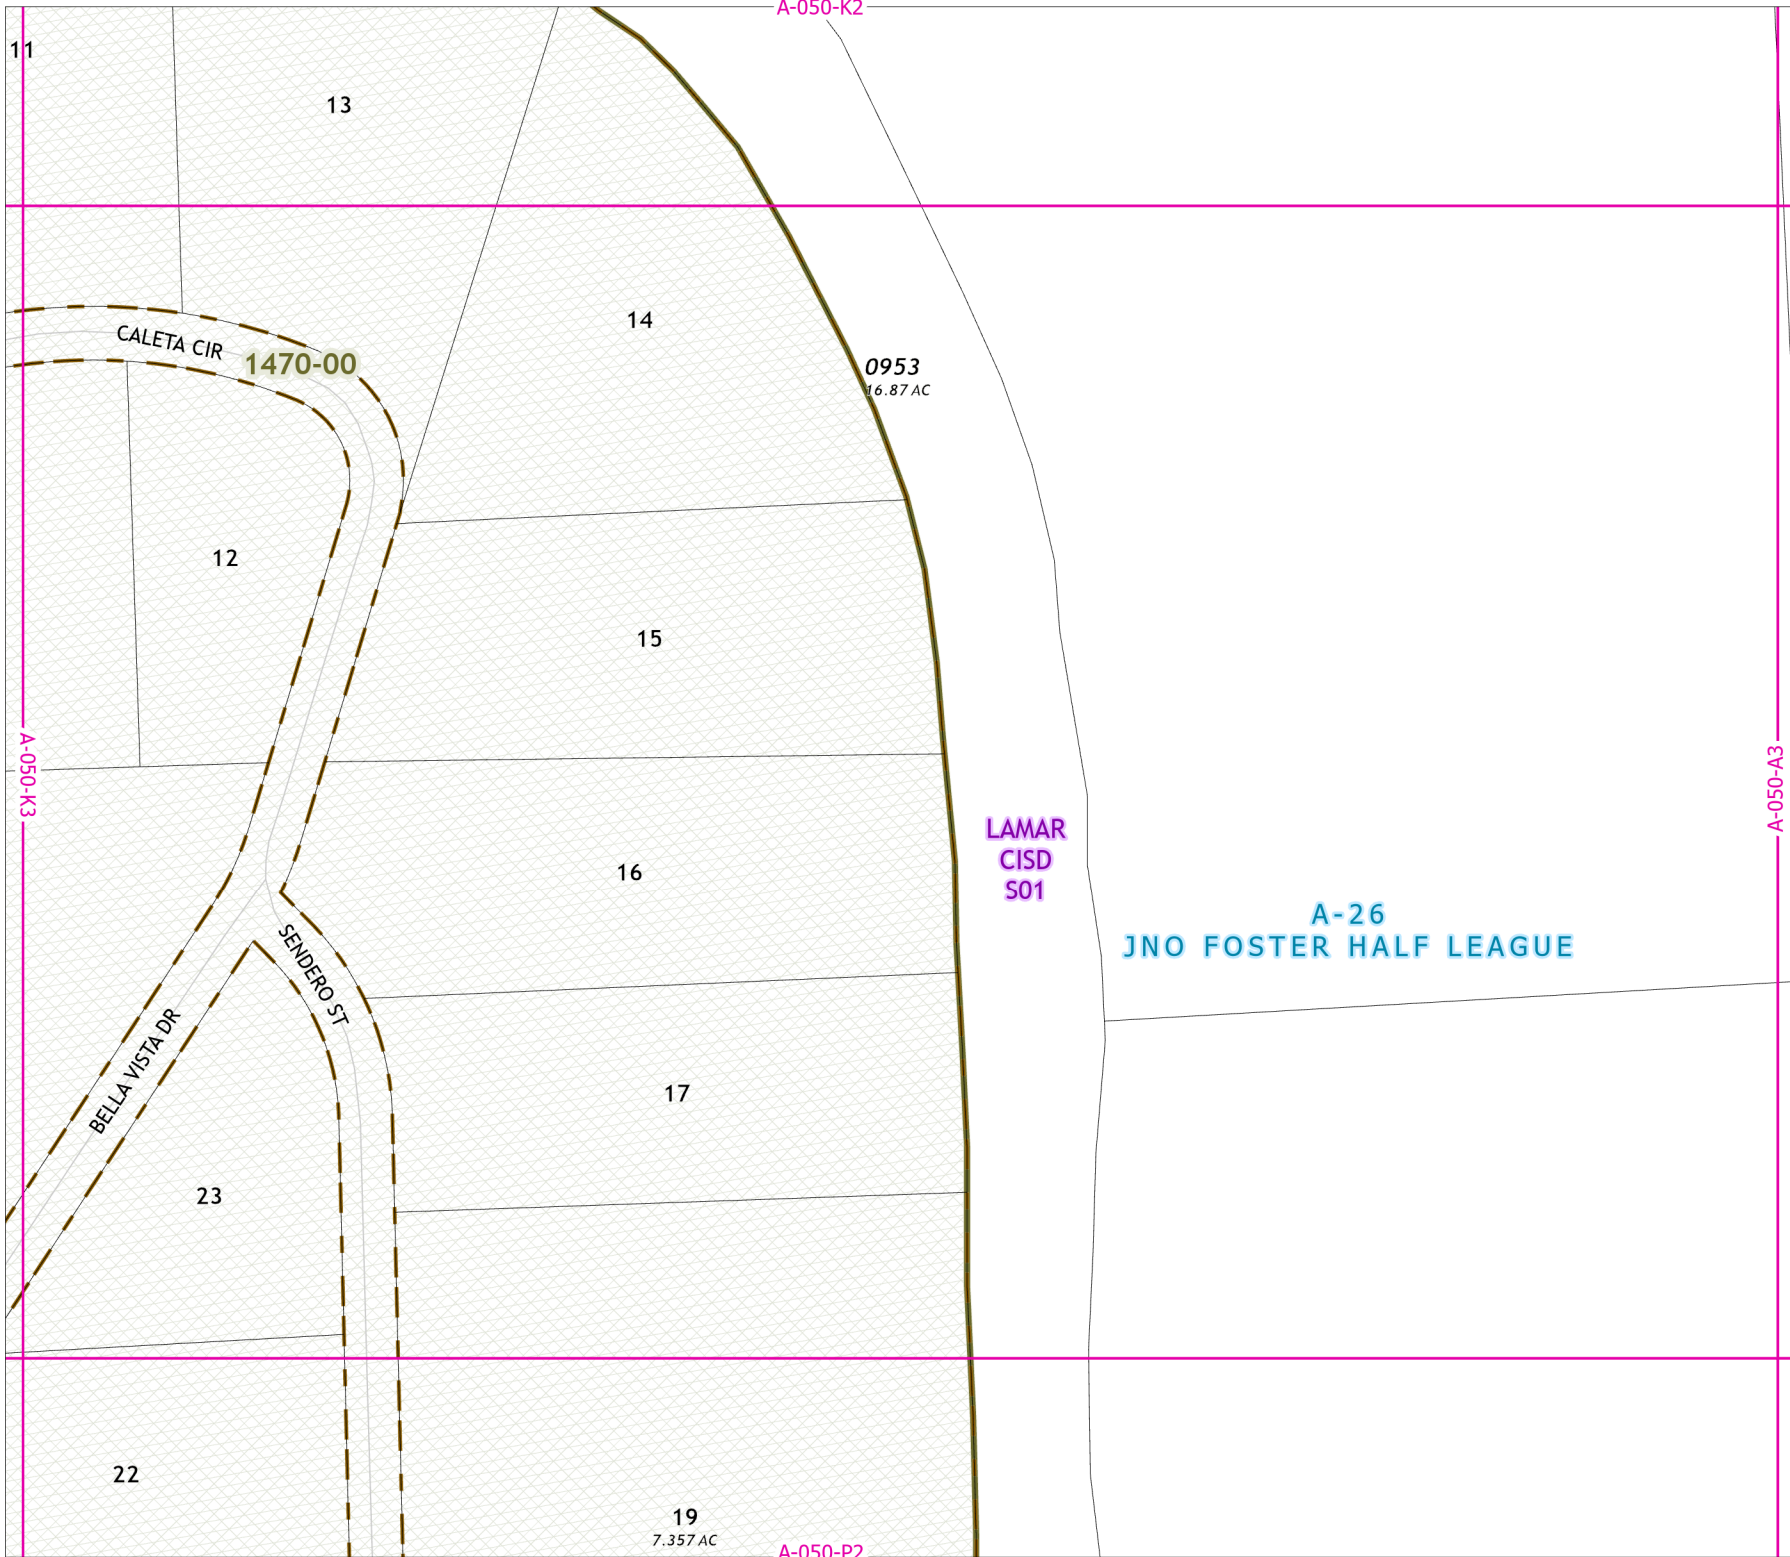 A-050-K2
11
13
14
CALETA CIR
1470-00
0953
16.87 AC
12
15
A-050-K3
A-050-A3
LAMAR
CISD
S01
16
A-26
JNO FOSTER HALF LEAGUE
SENDERO ST
BELLA VISTA DR
17
23
22
19
7.357 AC
A-050-P2